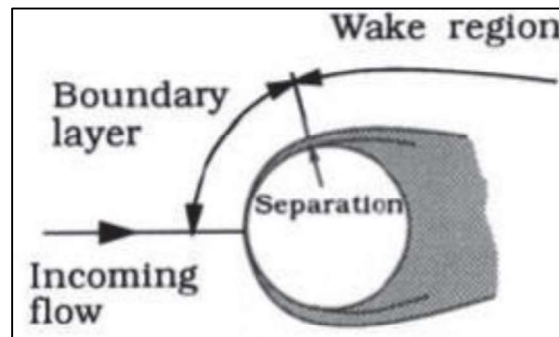 Wake region
Boundary
layer
Separation
Incoming
flow